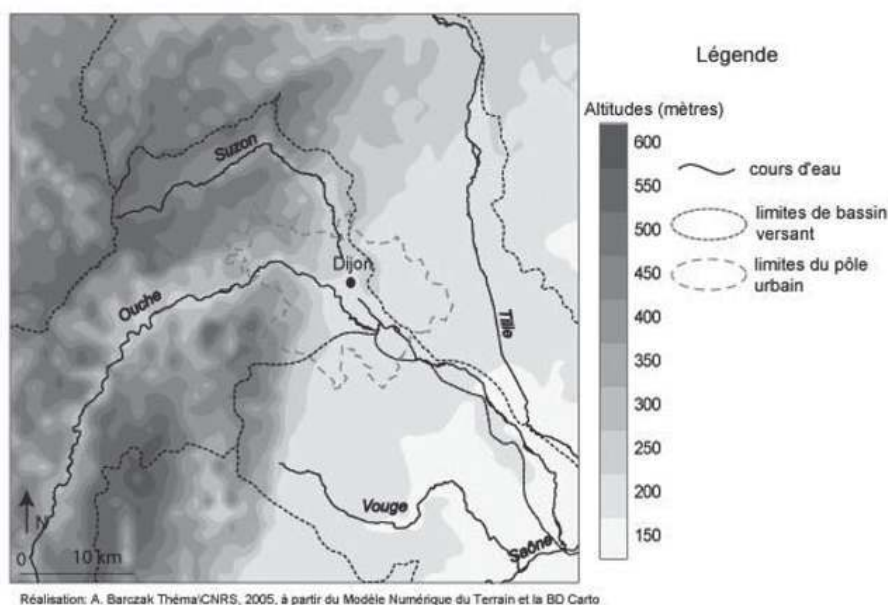 Légende
Altitudes (mètres)
600
550
500
450
400
350
300
250
200
150
cours d'eau
limites de bassin
versant
limites du pôle
urbain
Suzon
Dijon
Ouche
Tille
Vouge
Saône
N
0 10 km
Réalisation: A. Barczak Théma\CNRS, 2005, à partir du Modèle Numérique du Terrain et la BD Carto